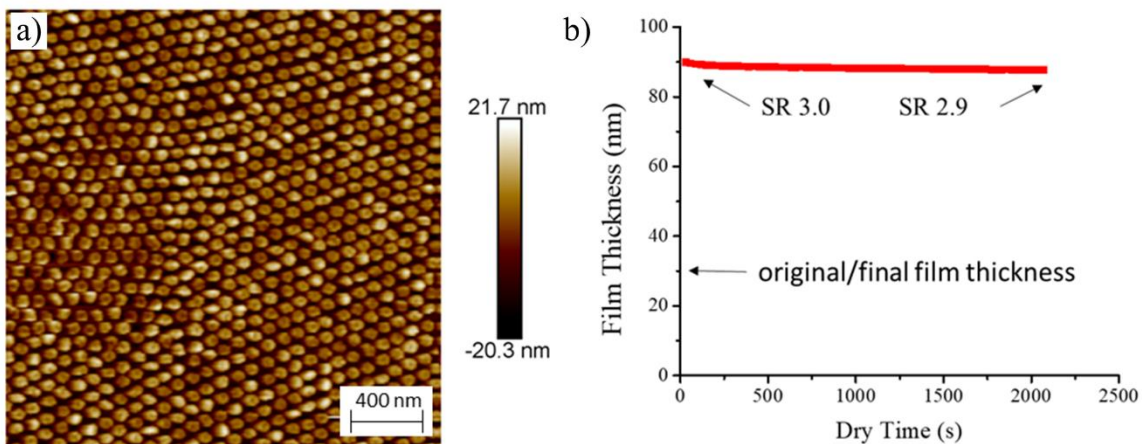 a)
21.7 nm
-20.3 nm
400 nm
b)
Film Thickness (nm)
100
80
60
40
20
0
SR 3.0
SR 2.9
original/final film thickness
0
500
1000
1500
2000
2500
Dry Time (s)